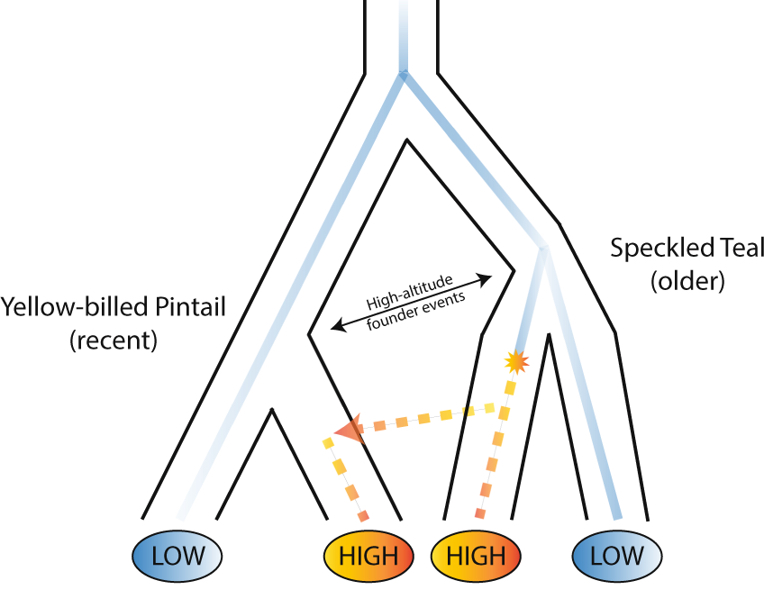 Speckled Teal
(older)
Yellow-billed Pintail
(recent)
High-altitude
founder events
LOW
HIGH
HIGH
LOW